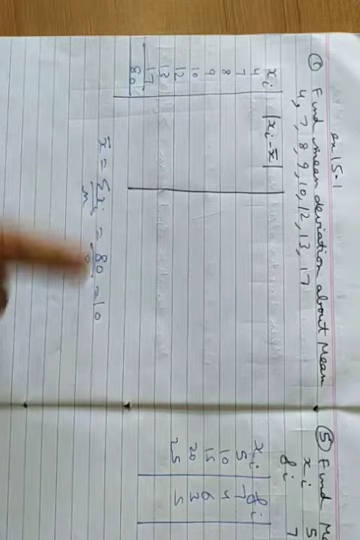 ex 15-1
① Find mean deviation about Mean
4, 7, 8, 9, 10, 12, 13, 17
xi |xi - x̄|
4
7
8
9
10
12
13
17
80
x̄ = Σxi = 80 = 10
n
⑤ Find
xi 5
fi 7
xi fi
5 7
10 4
15 6
20 3
25 5